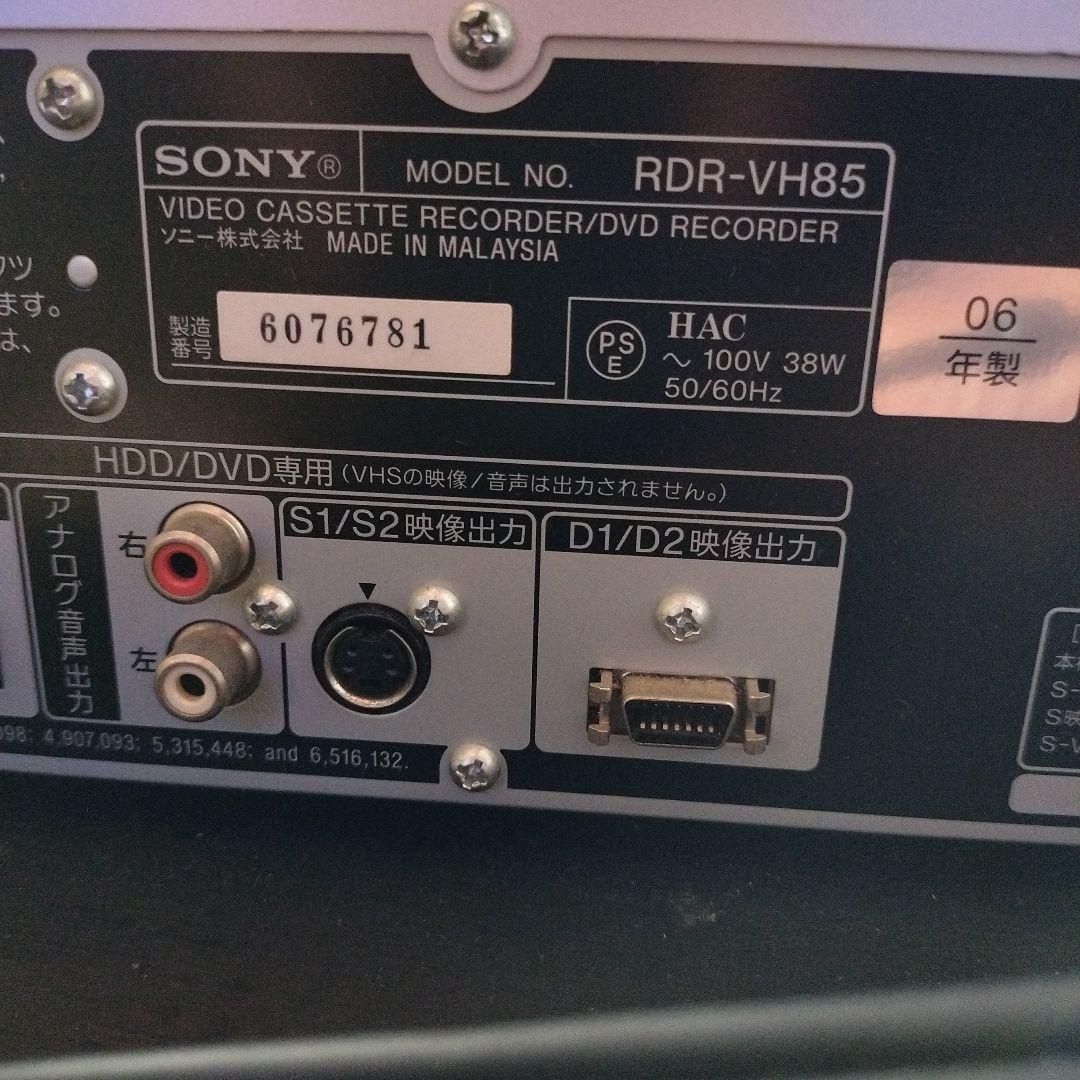 SONY® MODEL NO. RDR-VH85
VIDEO CASSETTE RECORDER/DVD RECORDER
ソニー株式会社 MADE IN MALAYSIA
製造
番号
6076781
PS
E
HAC
~ 100V 38W
50/60Hz
06
年製
ます。
は、
HDD/DVD専用(VHSの映像/音声は出力されません。)
アナログ音声出力
右
左
S1/S2映像出力
D1/D2映像出力
098; 4,907,093; 5,315,448; and 6,516,132.
S-
S映
S-V